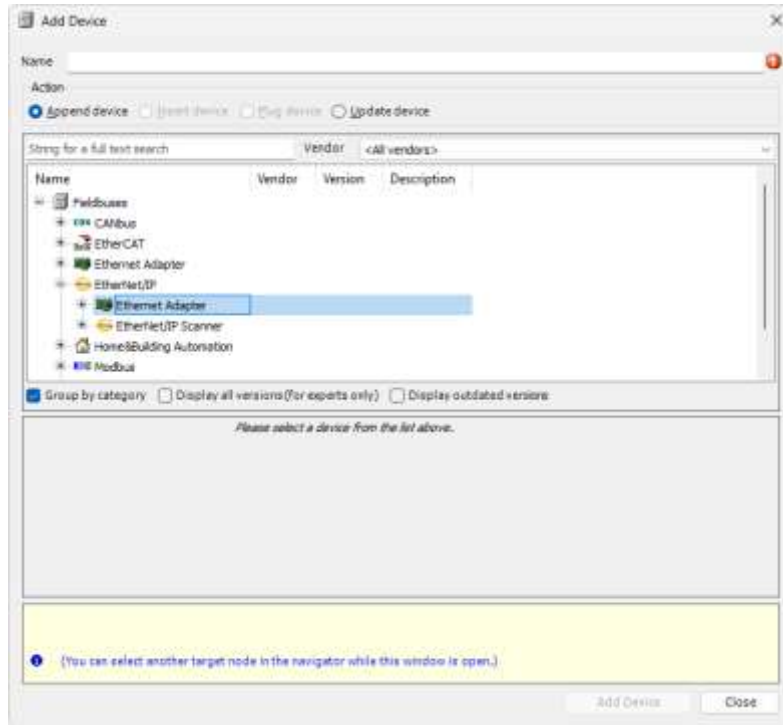 Add Device
Name
Action
Append device Insert device Plug device Update device
String for a full text search Vendor <All vendors>
Name Vendor Version Description
Fieldbuses
CANbus
EtherCAT
Ethernet Adapter
EtherNet/IP
Ethernet Adapter
EtherNet/IP Scanner
Home&Building Automation
Modbus
Group by category Display all versions (for experts only) Display outdated versions
Please select a device from the list above.
(You can select another target node in the navigator while this window is open.)
Add Device Close